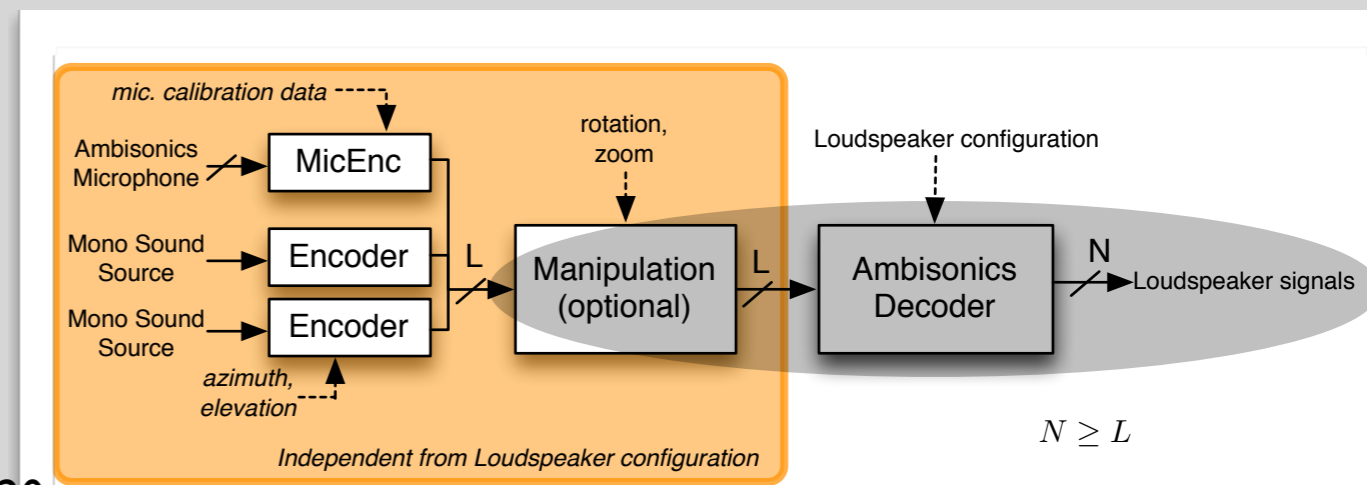 mic. calibration data
Ambisonics
Microphone
MicEnc
rotation,
zoom
Loudspeaker configuration
Mono Sound
Source
Encoder
L
Manipulation
(optional)
L
Ambisonics
Decoder
N
Loudspeaker signals
Mono Sound
Source
Encoder
azimuth,
elevation
N ≥ L
Independent from Loudspeaker configuration